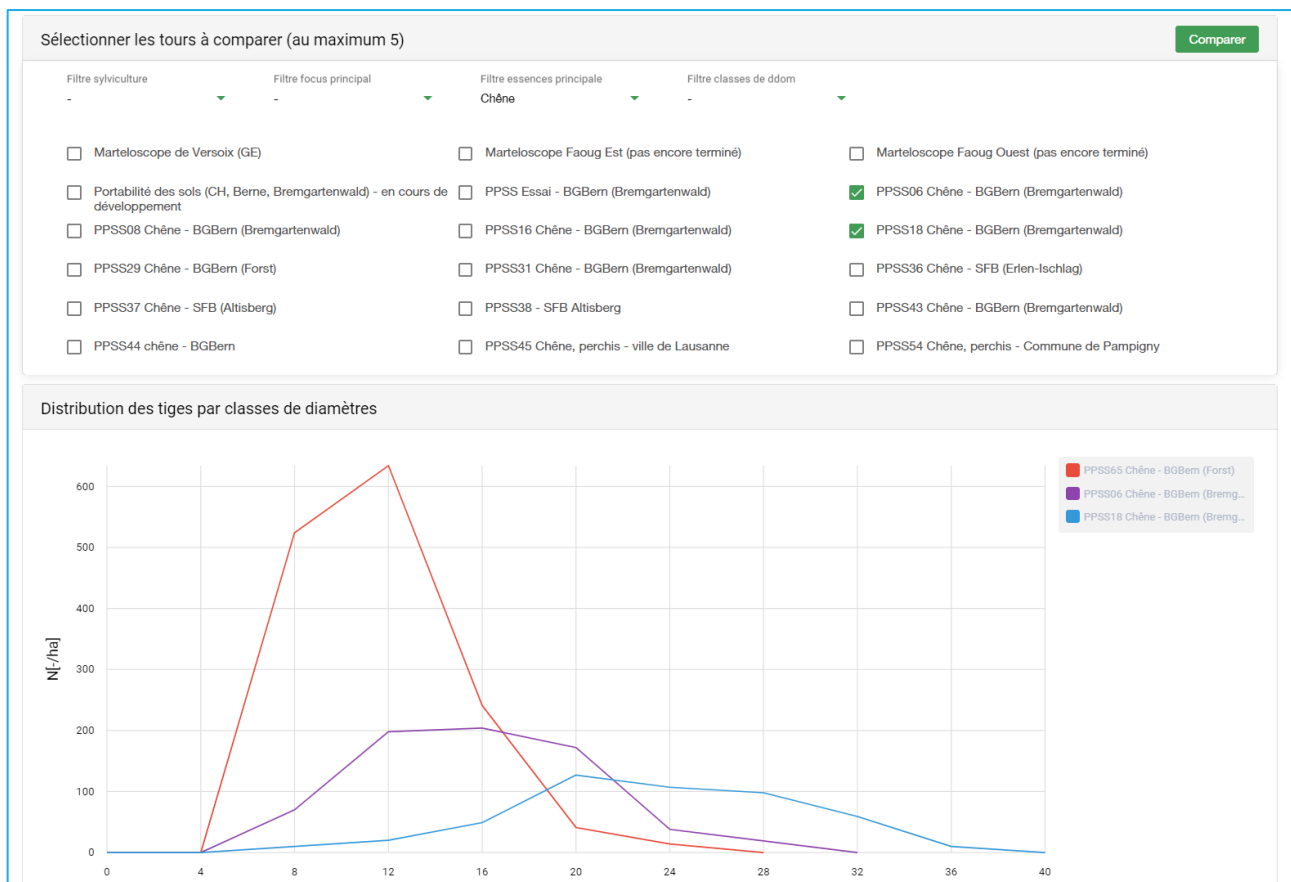 Sélectionner les tours à comparer (au maximum 5)
Comparer
Filtre sylviculture
Filtre focus principal
Filtre essences principale
Filtre classes de ddom
-
-
Chêne
-
Marteloscope de Versoix (GE)
Marteloscope Faoug Est (pas encore terminé)
Marteloscope Faoug Ouest (pas encore terminé)
Portabilité des sols (CH, Berne, Bremgartenwald) - en cours de
développement
PPSS Essai - BGBern (Bremgartenwald)
PPSS06 Chêne - BGBern (Bremgartenwald)
PPSS08 Chêne - BGBern (Bremgartenwald)
PPSS16 Chêne - BGBern (Bremgartenwald)
PPSS18 Chêne - BGBern (Bremgartenwald)
PPSS29 Chêne - BGBern (Forst)
PPSS31 Chêne - BGBern (Bremgartenwald)
PPSS36 Chêne - SFB (Erlen-Ischlag)
PPSS37 Chêne - SFB (Altisberg)
PPSS38 - SFB Altisberg
PPSS43 Chêne - BGBern (Bremgartenwald)
PPSS44 chêne - BGBern
PPSS45 Chêne, perchis - ville de Lausanne
PPSS54 Chêne, perchis - Commune de Pampigny
Distribution des tiges par classes de diamètres
PPSS65 Chêne - BGBern (Forst)
PPSS06 Chêne - BGBern (Bremg...
PPSS18 Chêne - BGBern (Bremg...
N[-/ha]
600
500
400
300
200
100
0
0 4 8 12 16 20 24 28 32 36 40